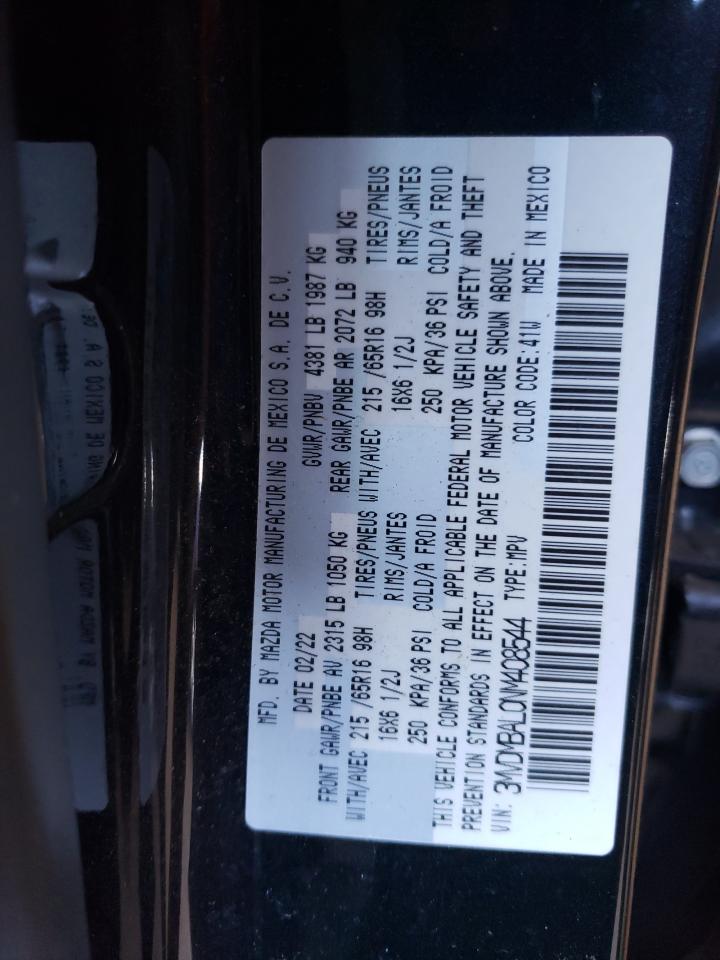 MFD. BY MAZDA MOTOR MANUFACTURING DE MEXICO S.A. DE C.V.
DATE 02/22 GVWR/PNBV 4381 LB 1987 KG
FRONT GAWR/PNBE AV 2315 LB 1050 KG REAR GAWR/PNBE AR 2072 LB 940 KG
WITH/AVEC 215 /65R16 98H TIRES/PNEUS WITH/AVEC 215 /65R16 98H TIRES/PNEUS
16X6 1/2J RIMS/JANTES 16X6 1/2J RIMS/JANTES
250 KPA/36 PSI COLD/A FROID 250 KPA/36 PSI COLD/A FROID
THIS VEHICLE CONFORMS TO ALL APPLICABLE FEDERAL MOTOR VEHICLE SAFETY AND THEFT
PREVENTION STANDARDS IN EFFECT ON THE DATE OF MANUFACTURE SHOWN ABOVE.
VIN: 3MVDMBAL0NM408544 TYPE:MPV COLOR CODE:41W MADE IN MEXICO